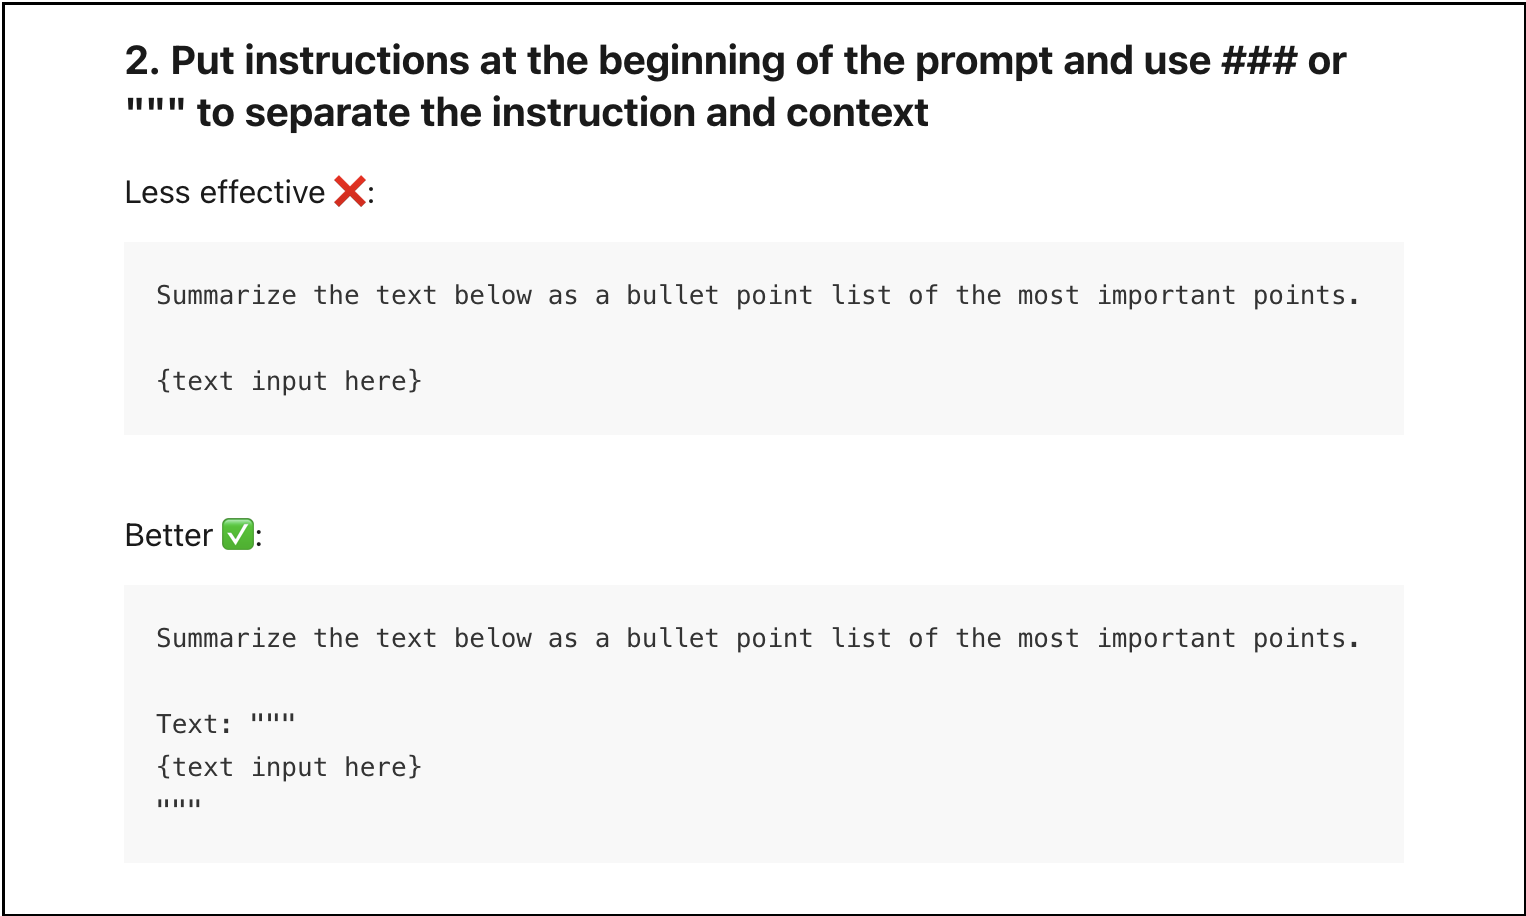 2. Put instructions at the beginning of the prompt and use ### or
""" to separate the instruction and context
Less effective ❌:
Summarize the text below as a bullet point list of the most important points.
{text input here}
Better ✅:
Summarize the text below as a bullet point list of the most important points.
Text: """
{text input here}
"""